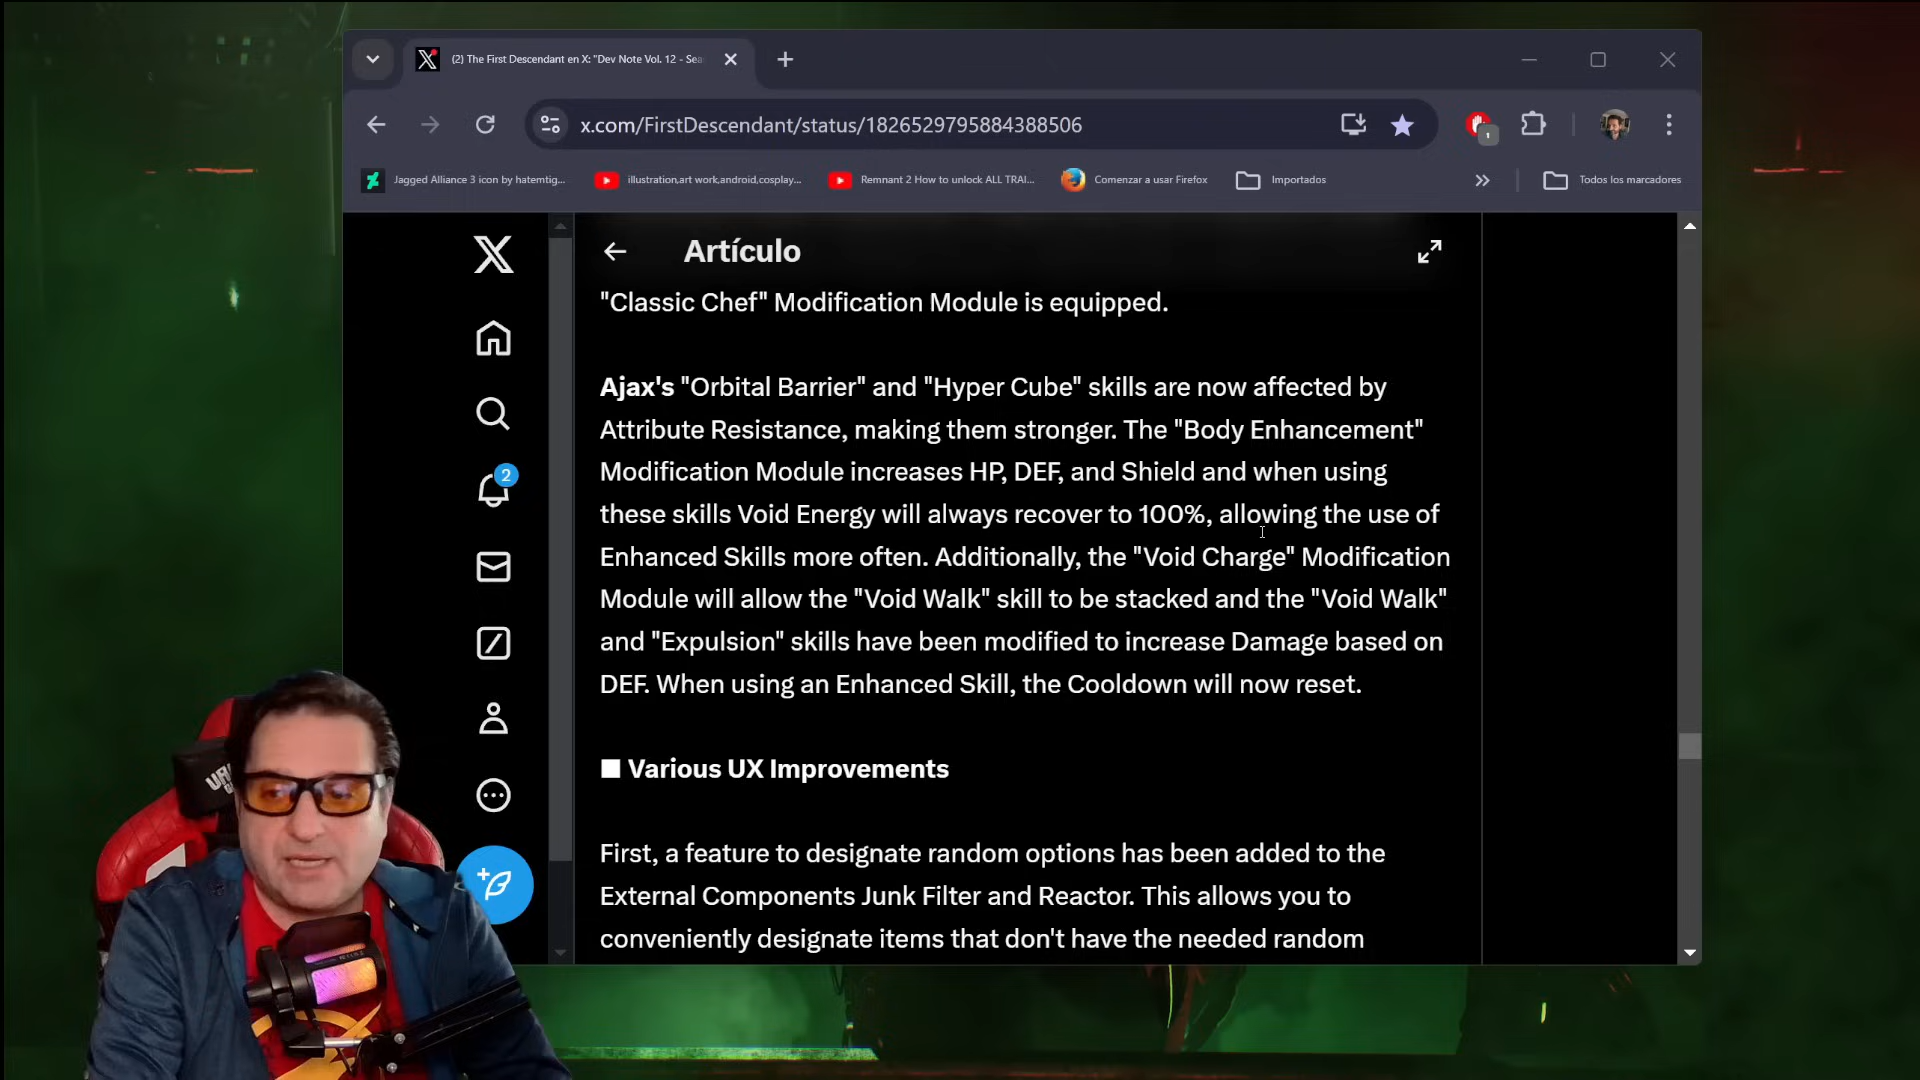 (2) The First Descendant en X: "Dev Note Vol. 12 - Sea
x.com/FirstDescendant/status/1826529795884388506
1
Jagged Alliance 3 icon by hatemtig...
illustration,art work,android,cosplay...
Remnant 2 How to unlock ALL TRAI...
Comenzar a usar Firefox
Importados
Todos los marcadores
Artículo
"Classic Chef" Modification Module is equipped.
Ajax's "Orbital Barrier" and "Hyper Cube" skills are now affected by
Attribute Resistance, making them stronger. The "Body Enhancement"
Modification Module increases HP, DEF, and Shield and when using
these skills Void Energy will always recover to 100%, allowing the use of
Enhanced Skills more often. Additionally, the "Void Charge" Modification
Module will allow the "Void Walk" skill to be stacked and the "Void Walk"
and "Expulsion" skills have been modified to increase Damage based on
DEF. When using an Enhanced Skill, the Cooldown will now reset.
2
■ Various UX Improvements
First, a feature to designate random options has been added to the
External Components Junk Filter and Reactor. This allows you to
conveniently designate items that don't have the needed random